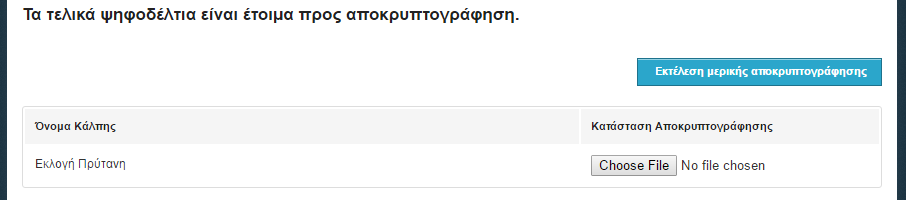 Τα τελικά ψηφοδέλτια είναι έτοιμα προς αποκρυπτογράφηση.
Εκτέλεση μερικής αποκρυπτογράφησης
Όνομα Κάλπης Κατάσταση Αποκρυπτογράφησης
Εκλογή Πρύτανη Choose File No file chosen